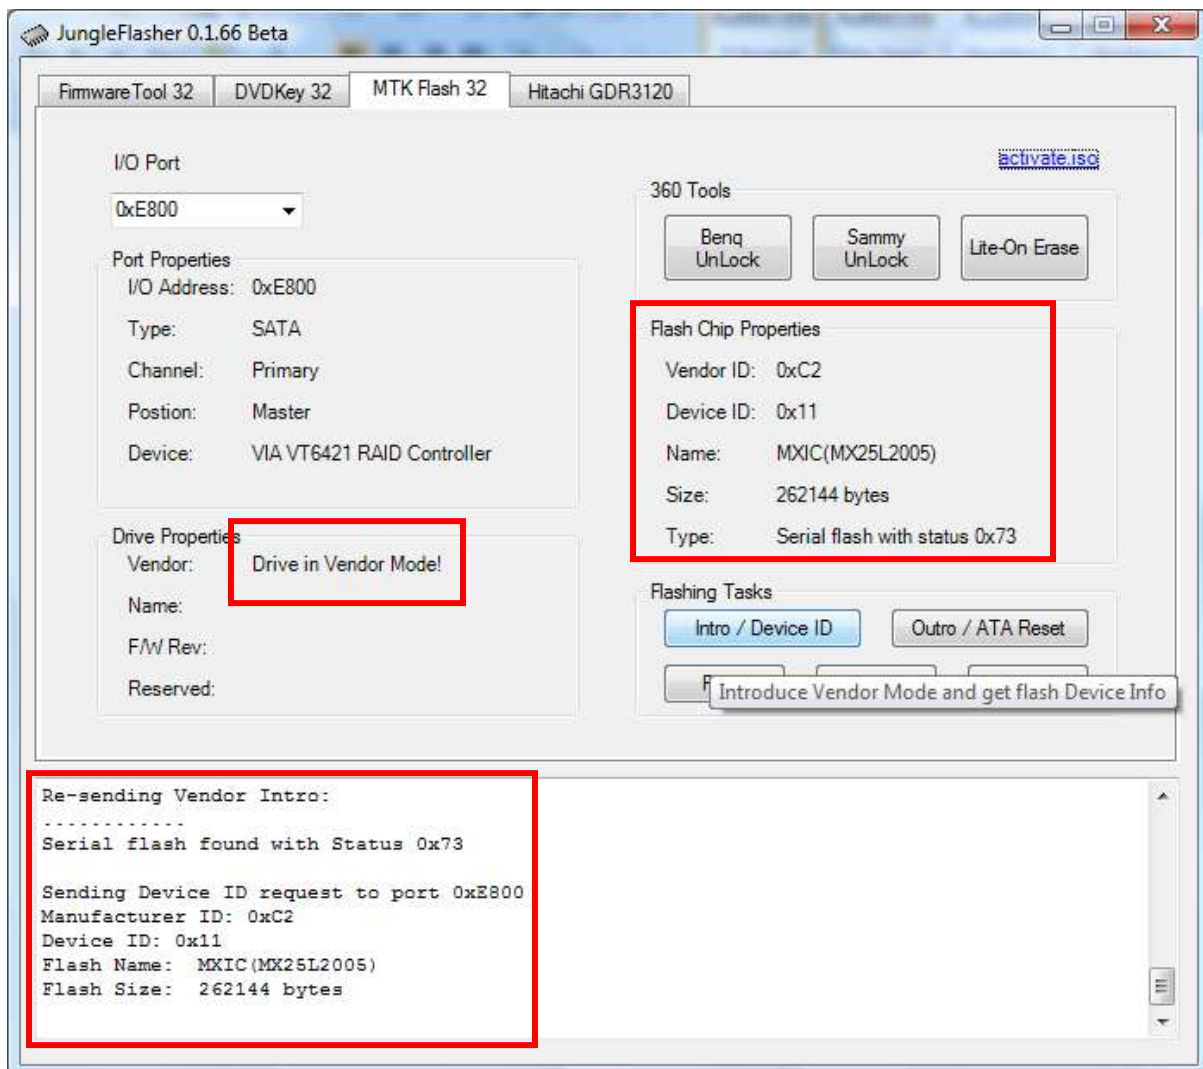 JungleFlasher 0.1.66 Beta
FirmwareTool 32
DVDKey 32
MTK Flash 32
Hitachi GDR3120
I/O Port
activate.iso
0xE800
360 Tools
Benq
UnLock
Sammy
UnLock
Lite-On Erase
Port Properties
I/O Address: 0xE800
Type: SATA
Channel: Primary
Postion: Master
Device: VIA VT6421 RAID Controller
Flash Chip Properties
Vendor ID: 0xC2
Device ID: 0x11
Name: MXIC(MX25L2005)
Size: 262144 bytes
Type: Serial flash with status 0x73
Drive Properties
Vendor: Drive in Vendor Mode!
Name:
F/W Rev:
Reserved:
Flashing Tasks
Intro / Device ID
Outro / ATA Reset
Introduce Vendor Mode and get flash Device Info
Re-sending Vendor Intro:
............
Serial flash found with Status 0x73
Sending Device ID request to port 0xE800
Manufacturer ID: 0xC2
Device ID: 0x11
Flash Name:  MXIC(MX25L2005)
Flash Size:  262144 bytes